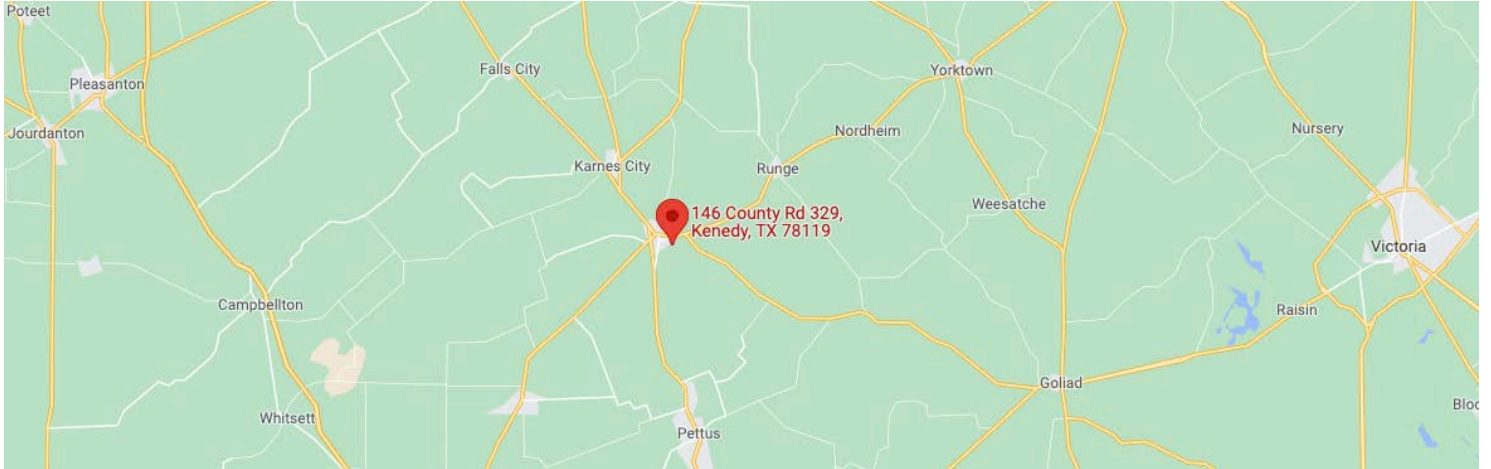 Poteet
Falls City
Yorktown
Pleasanton
Jourdanton
Nordheim
Nursery
Karnes City
Runge
Weesatche
146 County Rd 329,
Kenedy, TX 78119
Victoria
Campbellton
Raisin
Goliad
Whitsett
Bloo
Pettus